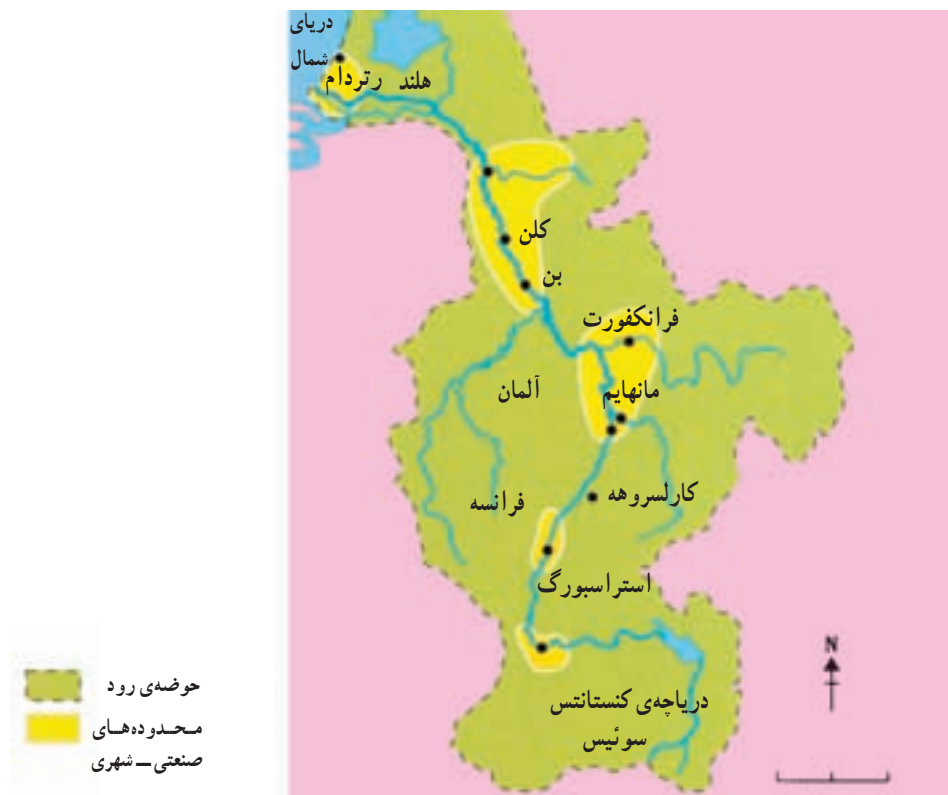 دریای
شمال
رتردام
هلند
کلن
بن
فرانکفورت
مانهایم
آلمان
کارلسروهه
فرانسه
استراسبورگ
دریاچه‌ی کنستانتس
سوئیس
N
حوضه‌ی رود
محدوده‌های
صنعتی – شهری